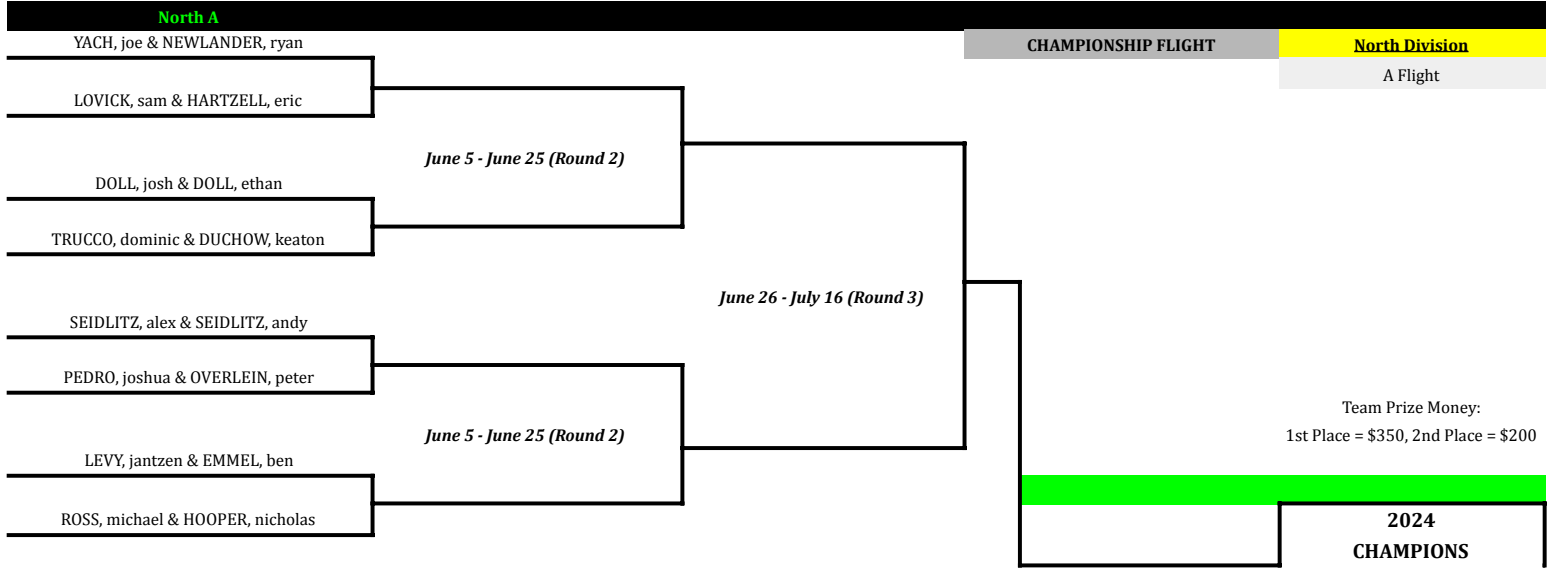 North A
YACH, joe & NEWLANDER, ryan
CHAMPIONSHIP FLIGHT
North Division
A Flight
LOVICK, sam & HARTZELL, eric
June 5 - June 25 (Round 2)
DOLL, josh & DOLL, ethan
TRUCCO, dominic & DUCHOW, keaton
June 26 - July 16 (Round 3)
SEIDLITZ, alex & SEIDLITZ, andy
PEDRO, joshua & OVERLEIN, peter
Team Prize Money:
1st Place = $350, 2nd Place = $200
June 5 - June 25 (Round 2)
LEVY, jantzen & EMMEL, ben
ROSS, michael & HOOPER, nicholas
2024
CHAMPIONS